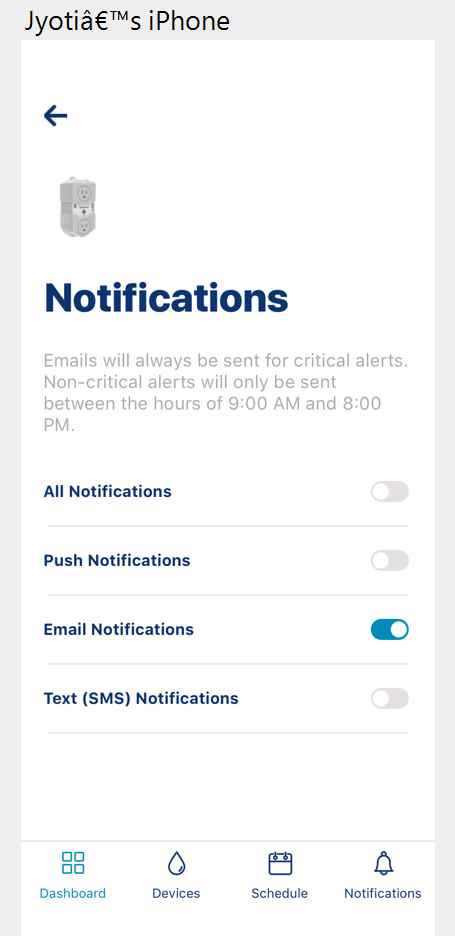 Jyotiâ€™s iPhone
Notifications
Emails will always be sent for critical alerts.
Non-critical alerts will only be sent
between the hours of 9:00 AM and 8:00
PM.
All Notifications
Push Notifications
Email Notifications
Text (SMS) Notifications
Dashboard
Devices
Schedule
Notifications